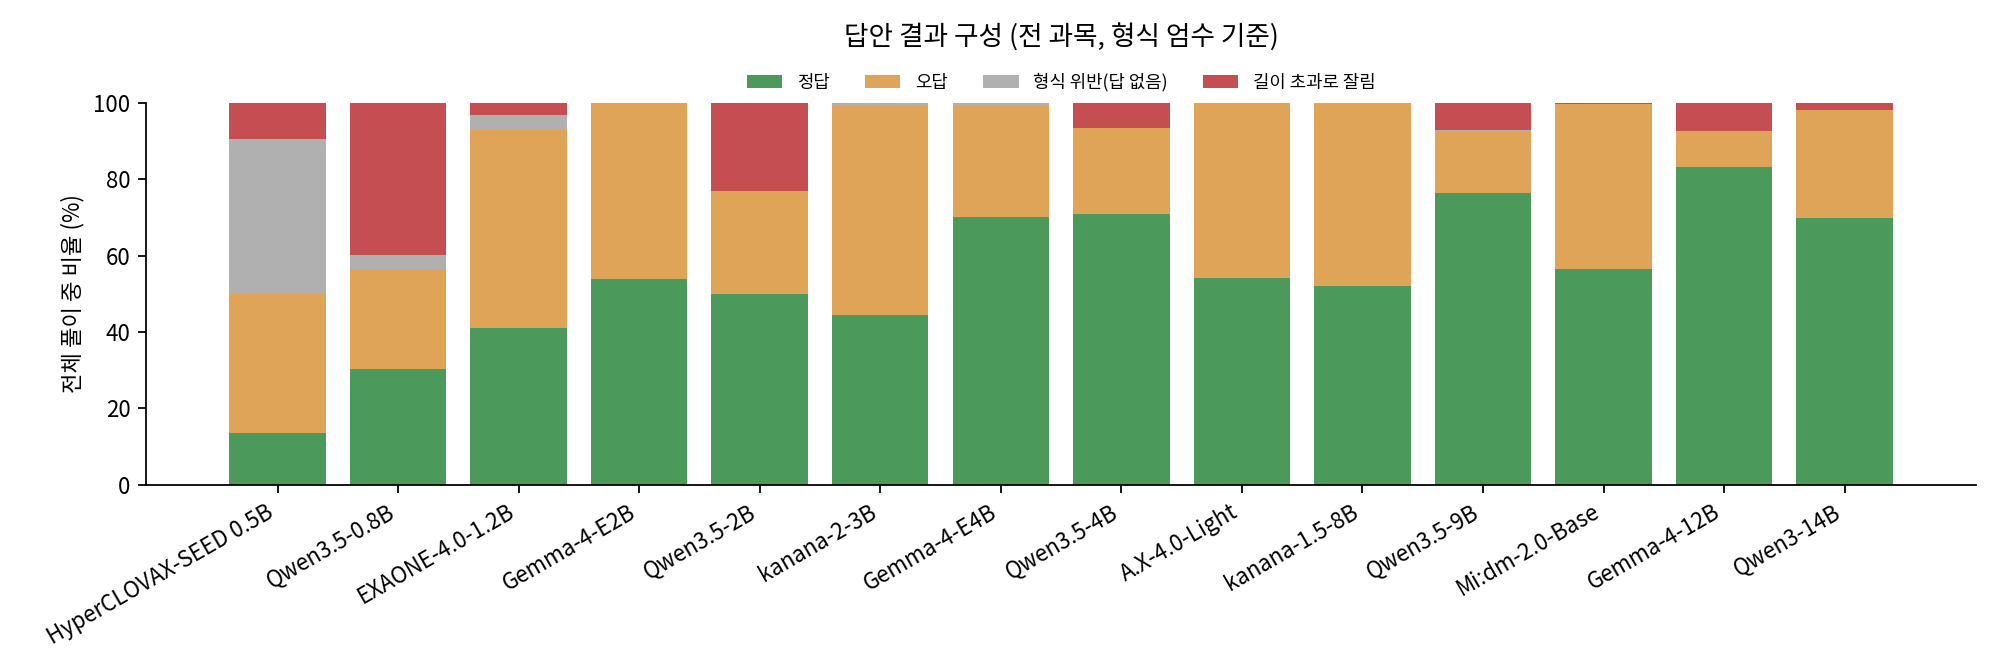 답안 결과 구성 (전 과목, 형식 엄수 기준)
정답 오답 형식 위반(답 없음) 길이 초과로 잘림
전체 풀이 중 비율 (%)
100
80
60
40
20
0
HyperCLOVAX-SEED 0.5B
Qwen3.5-0.8B
EXAONE-4.0-1.2B
Gemma-4-E2B
Qwen3.5-2B
kanana-2-3B
Gemma-4-E4B
Qwen3.5-4B
A.X-4.0-Light
kanana-1.5-8B
Qwen3.5-9B
Mi:dm-2.0-Base
Gemma-4-12B
Qwen3-14B